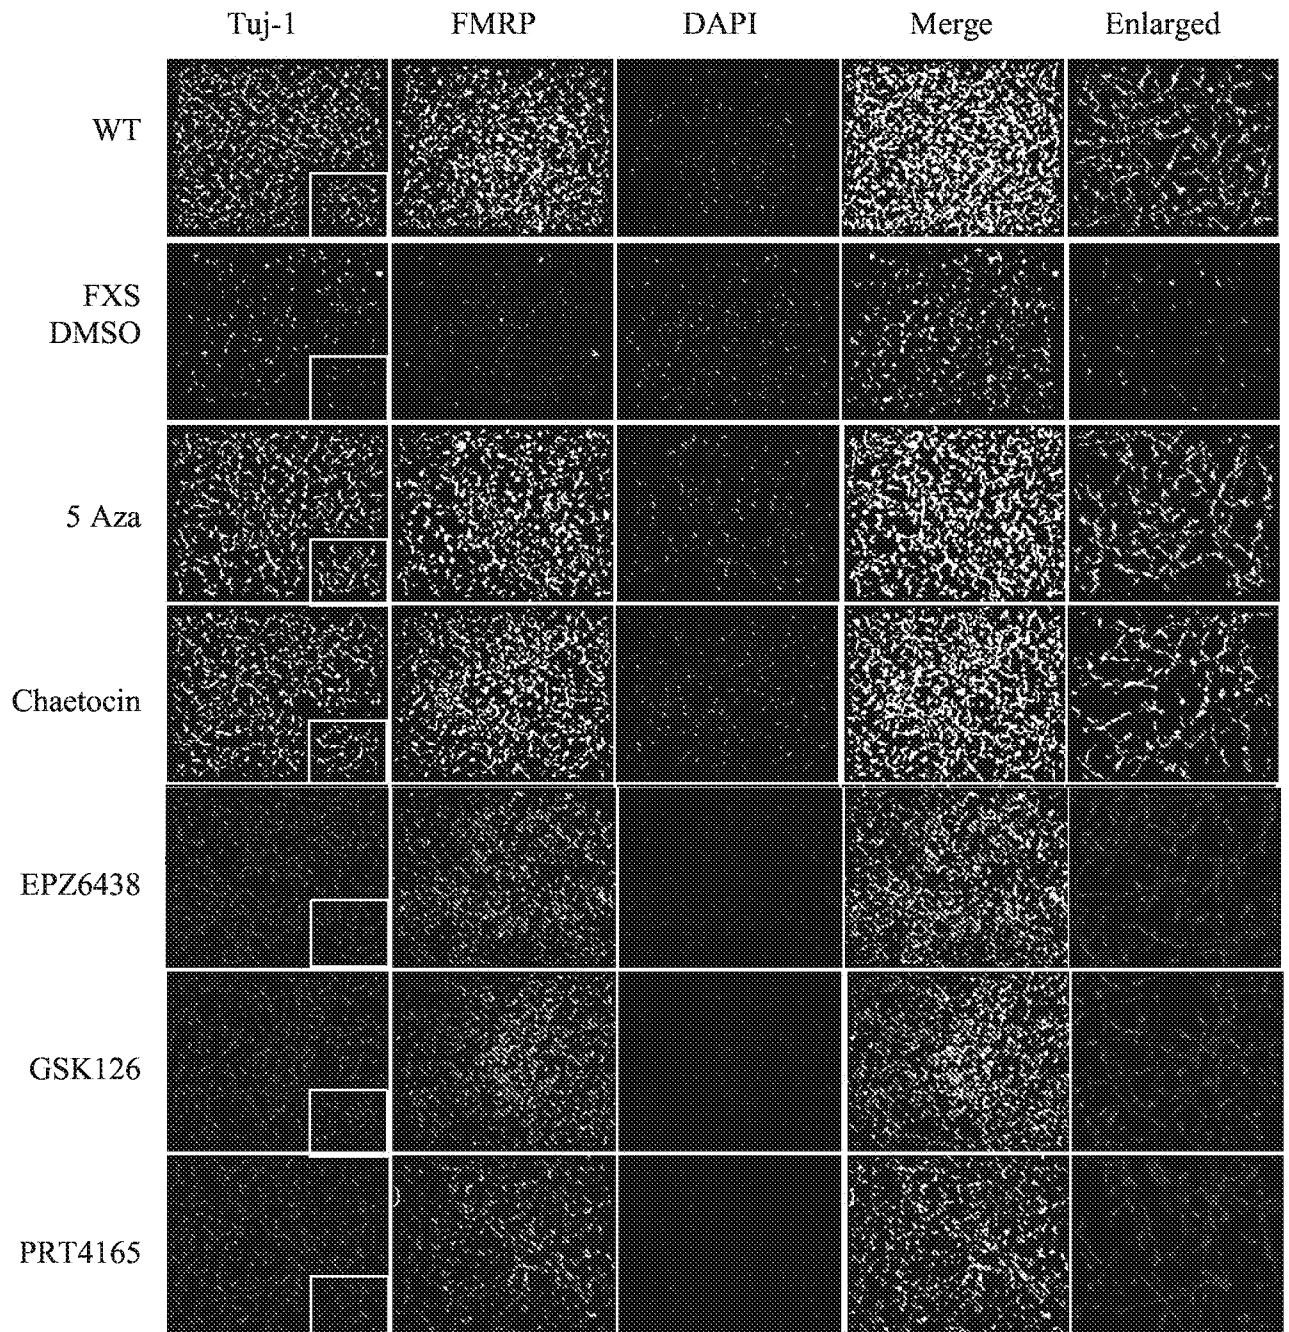 Tuj-1 FMRP DAPI Merge Enlarged
WT
FXS
DMSO
5 Aza
Chaetocin
EPZ6438
GSK126
PRT4165